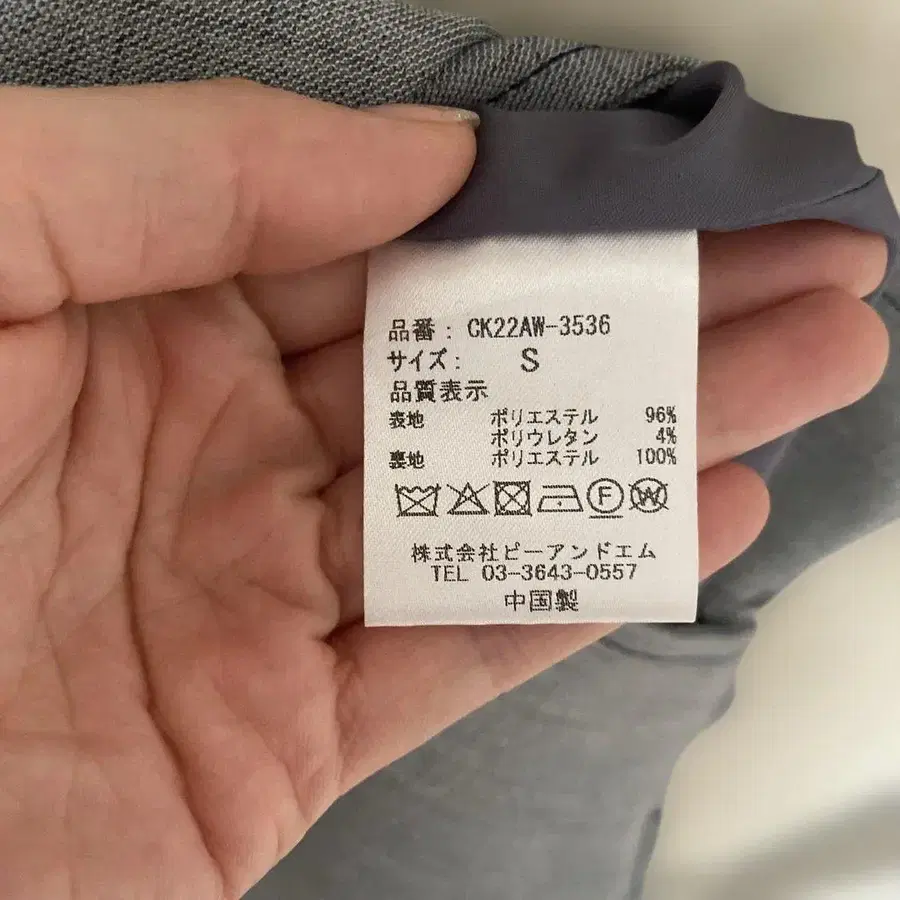 品番： CK22AW-3536
サイズ： S
品質表示
表地 ポリエステル 96%
ポリウレタン 4%
裏地 ポリエステル 100%
F W
株式会社ピーアンドエム
TEL 03-3643-0557
中国製